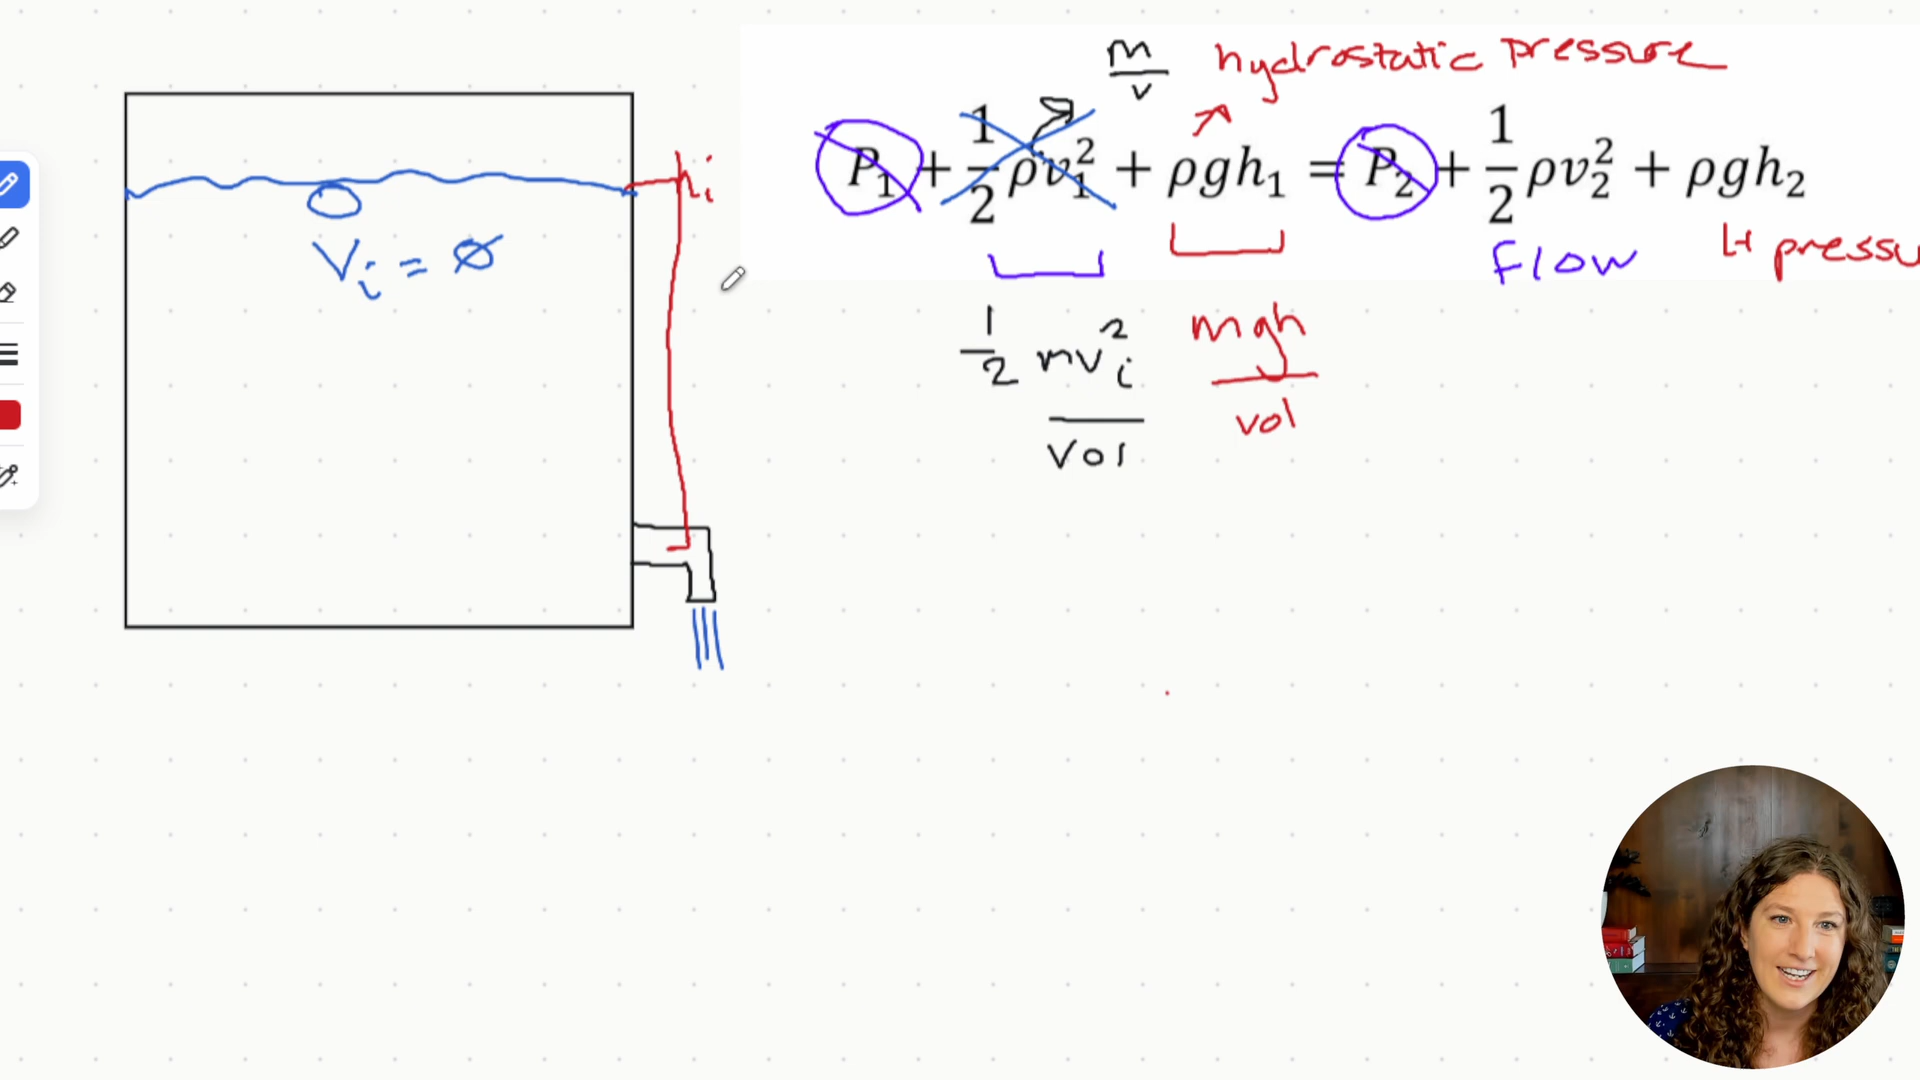 m/v hydrostatic pressure
P₁ + 1/2 ρv₁² + ρgh₁ = P₂ + 1/2 ρv₂² + ρgh₂
hi
Vi = Ø
Flow
↳ pressu
1/2 mvi² / Vol
mgh / vol